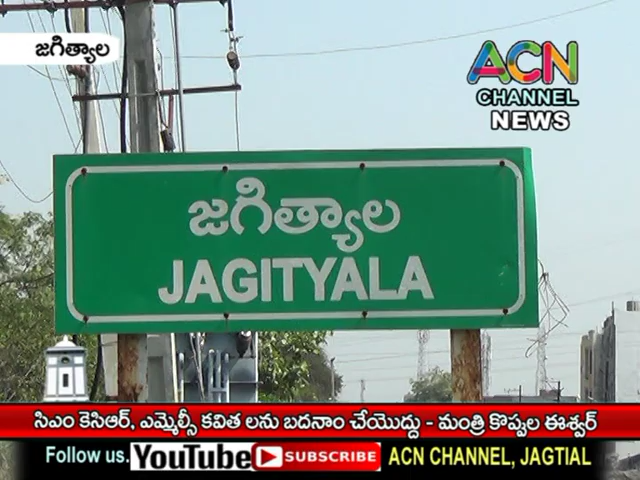 జగిత్యాల
ACN
CHANNEL
NEWS
జగిత్యాల
JAGITYALA
సిఎం కెసిఆర్, ఎమ్మెల్సీ కవిత లను బదనాం చేయొద్దు - మంత్రి కొప్పుల ఈశ్వర్
Follow us. YouTube SUBSCRIBE ACN CHANNEL, JAGTIAL